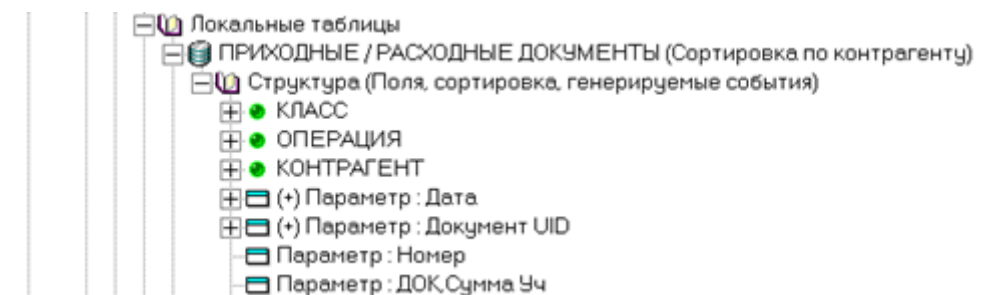 Локальные таблицы
ПРИХОДНЫЕ / РАСХОДНЫЕ ДОКУМЕНТЫ (Сортировка по контрагенту)
Структура (Поля, сортировка, генерируемые события)
КЛАСС
ОПЕРАЦИЯ
КОНТРАГЕНТ
(+) Параметр : Дата
(+) Параметр : Документ UID
Параметр : Номер
Параметр : ДОК,Сумма Уч